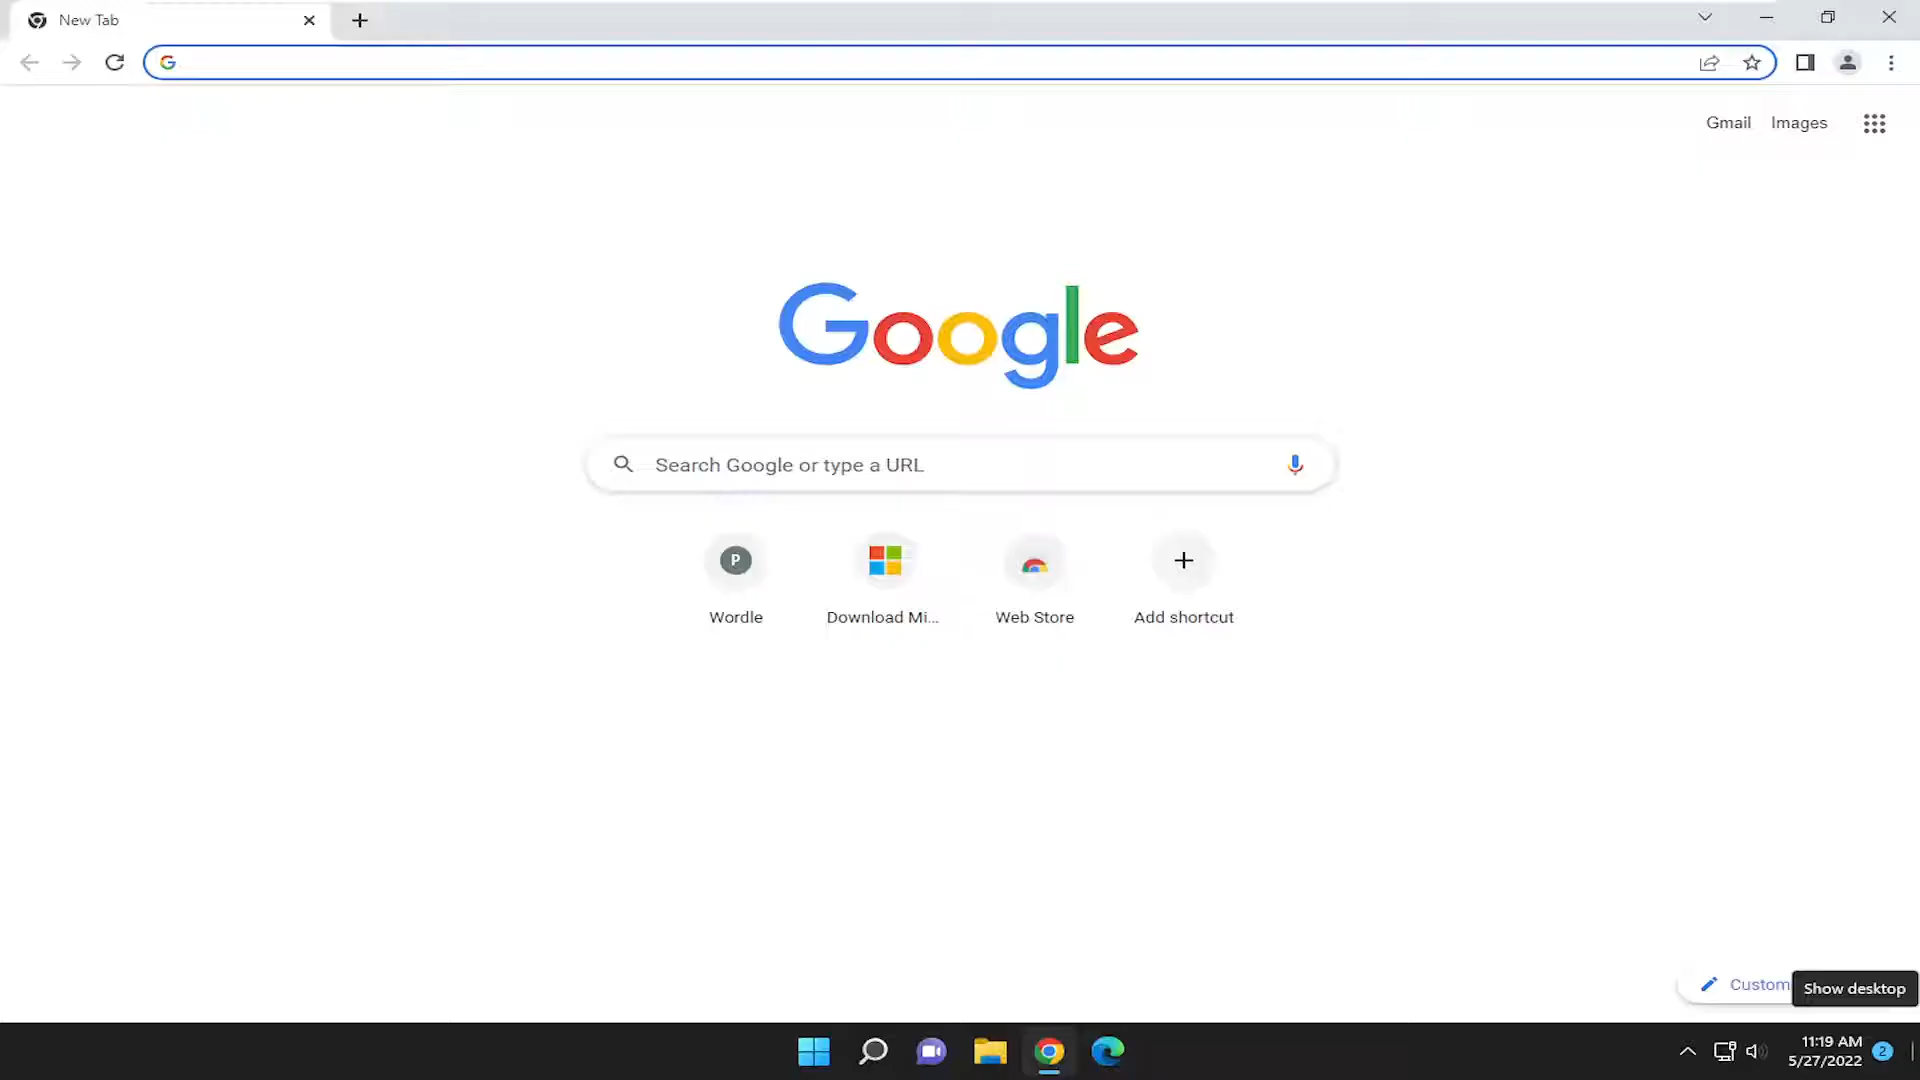 New Tab
Gmail Images
Google
Search Google or type a URL
P
Wordle
Download Mi...
Web Store
Add shortcut
Custom
Show desktop
11:19 AM
5/27/2022
2